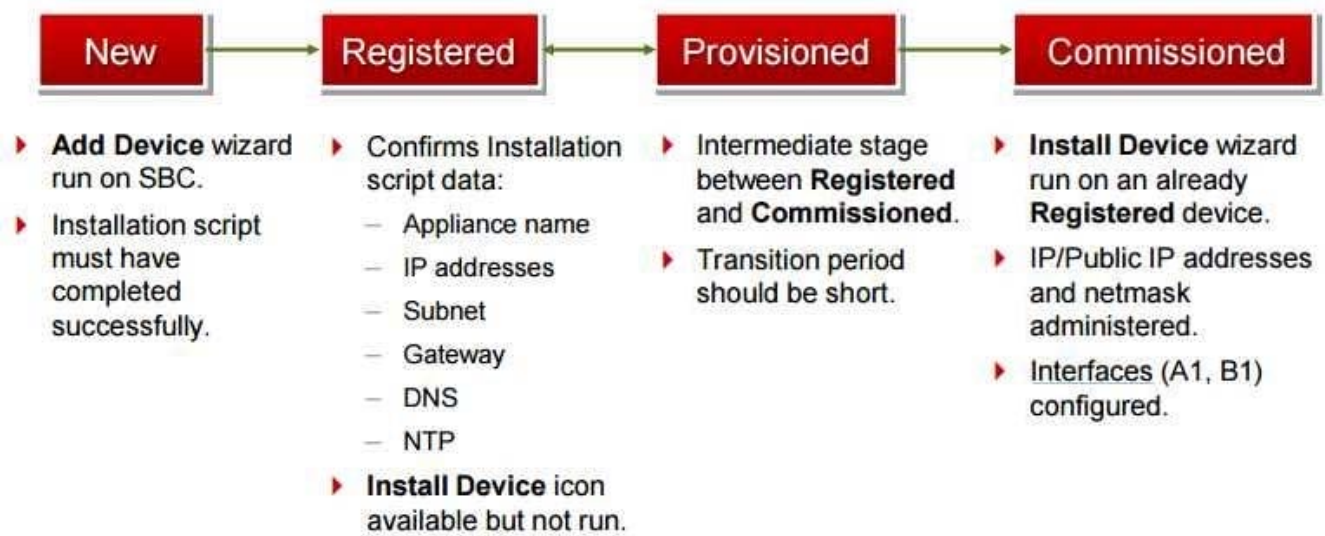 New
Registered
Provisioned
Commissioned
Add Device wizard
run on SBC.
Installation script
must have
completed
successfully.
Confirms Installation
script data:
– Appliance name
– IP addresses
– Subnet
– Gateway
– DNS
– NTP
Install Device icon
available but not run.
Intermediate stage
between Registered
and Commissioned.
Transition period
should be short.
Install Device wizard
run on an already
Registered device.
IP/Public IP addresses
and netmask
administered.
Interfaces (A1, B1)
configured.